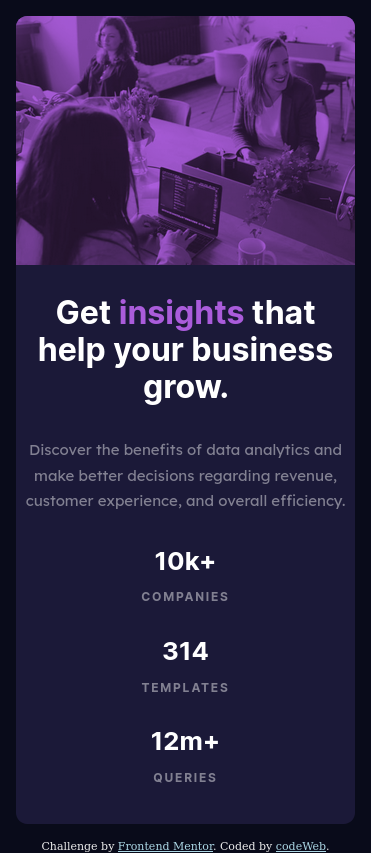 Get insights that
help your business
grow.
Discover the benefits of data analytics and
make better decisions regarding revenue,
customer experience, and overall efficiency.
10k+
COMPANIES
314
TEMPLATES
12m+
QUERIES
Challenge by Frontend Mentor. Coded by codeWeb.